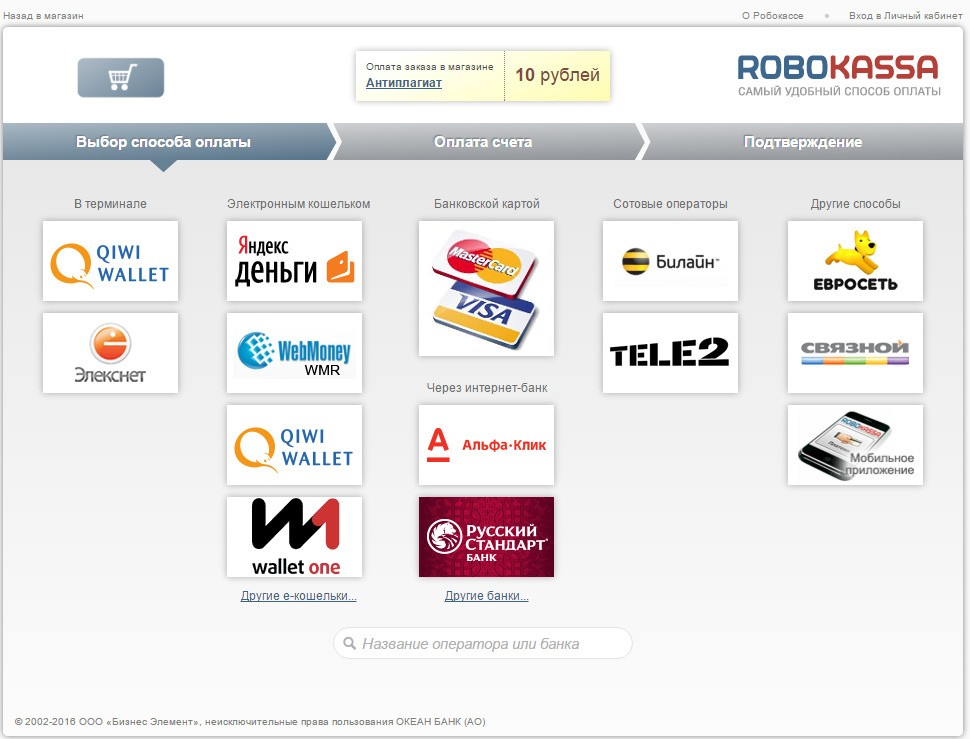 Назад в магазин
О Робокассе
Вход в Личный кабинет
Оплата заказа в магазине
Антиплагиат
10 рублей
ROBOKASSA
САМЫЙ УДОБНЫЙ СПОСОБ ОПЛАТЫ
Выбор способа оплаты
Оплата счета
Подтверждение
В терминале
QIWI
WALLET
Элекснет
Электронным кошельком
Яндекс
деньги
WebMoney
WMR
QIWI
WALLET
wallet one
Другие е-кошельки...
Банковской картой
MasterCard
VISA
Через интернет-банк
Альфа·Клик
Русский
Стандарт
БАНК
Другие банки...
Сотовые операторы
Билайн™
TELE2
Другие способы
ЕВРОСЕТЬ
СВЯЗНОЙ
ROBOKASSA
Мобильное
приложение
Название оператора или банка
© 2002-2016 ООО «Бизнес Элемент», неисключительные права пользования ОКЕАН БАНК (АО)